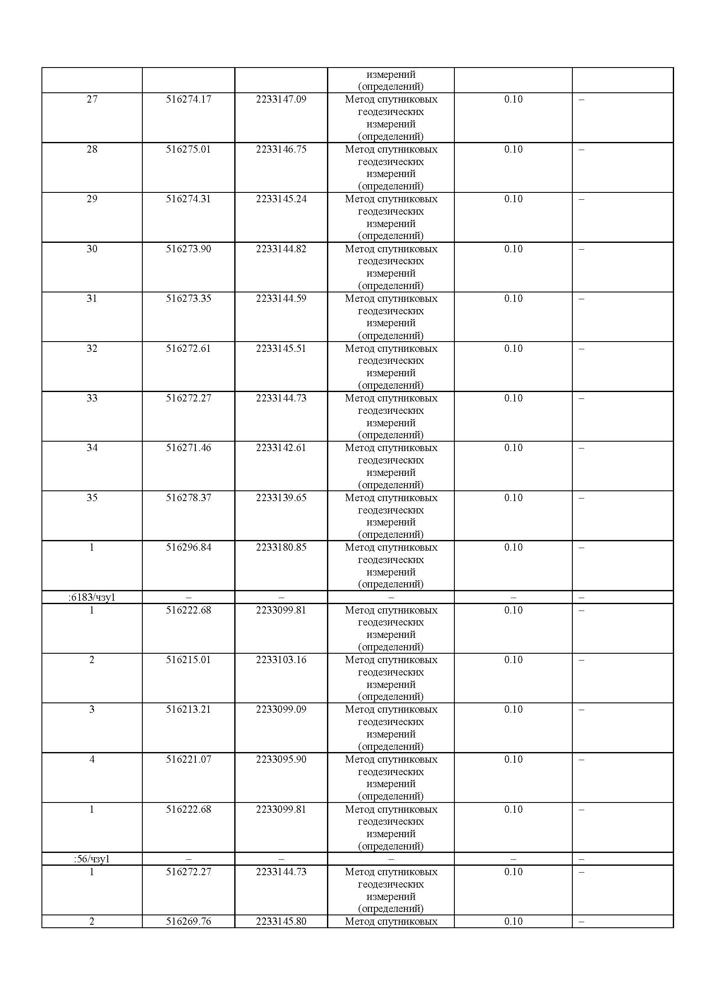 измерений
(определений)
27 516274.17 2233147.09 Метод спутниковых 0.10 –
геодезических
измерений
(определений)
28 516275.01 2233146.75 Метод спутниковых 0.10 –
геодезических
измерений
(определений)
29 516274.31 2233145.24 Метод спутниковых 0.10 –
геодезических
измерений
(определений)
30 516273.90 2233144.82 Метод спутниковых 0.10 –
геодезических
измерений
(определений)
31 516273.35 2233144.59 Метод спутниковых 0.10 –
геодезических
измерений
(определений)
32 516272.61 2233145.51 Метод спутниковых 0.10 –
геодезических
измерений
(определений)
33 516272.27 2233144.73 Метод спутниковых 0.10 –
геодезических
измерений
(определений)
34 516271.46 2233142.61 Метод спутниковых 0.10 –
геодезических
измерений
(определений)
35 516278.37 2233139.65 Метод спутниковых 0.10 –
геодезических
измерений
(определений)
1 516296.84 2233180.85 Метод спутниковых 0.10 –
геодезических
измерений
(определений)
:6183/чзу1 – – – – –
1 516222.68 2233099.81 Метод спутниковых 0.10 –
геодезических
измерений
(определений)
2 516215.01 2233103.16 Метод спутниковых 0.10 –
геодезических
измерений
(определений)
3 516213.21 2233099.09 Метод спутниковых 0.10 –
геодезических
измерений
(определений)
4 516221.07 2233095.90 Метод спутниковых 0.10 –
геодезических
измерений
(определений)
1 516222.68 2233099.81 Метод спутниковых 0.10 –
геодезических
измерений
(определений)
:56/чзу1 – – – – –
1 516272.27 2233144.73 Метод спутниковых 0.10 –
геодезических
измерений
(определений)
2 516269.76 2233145.80 Метод спутниковых 0.10 –